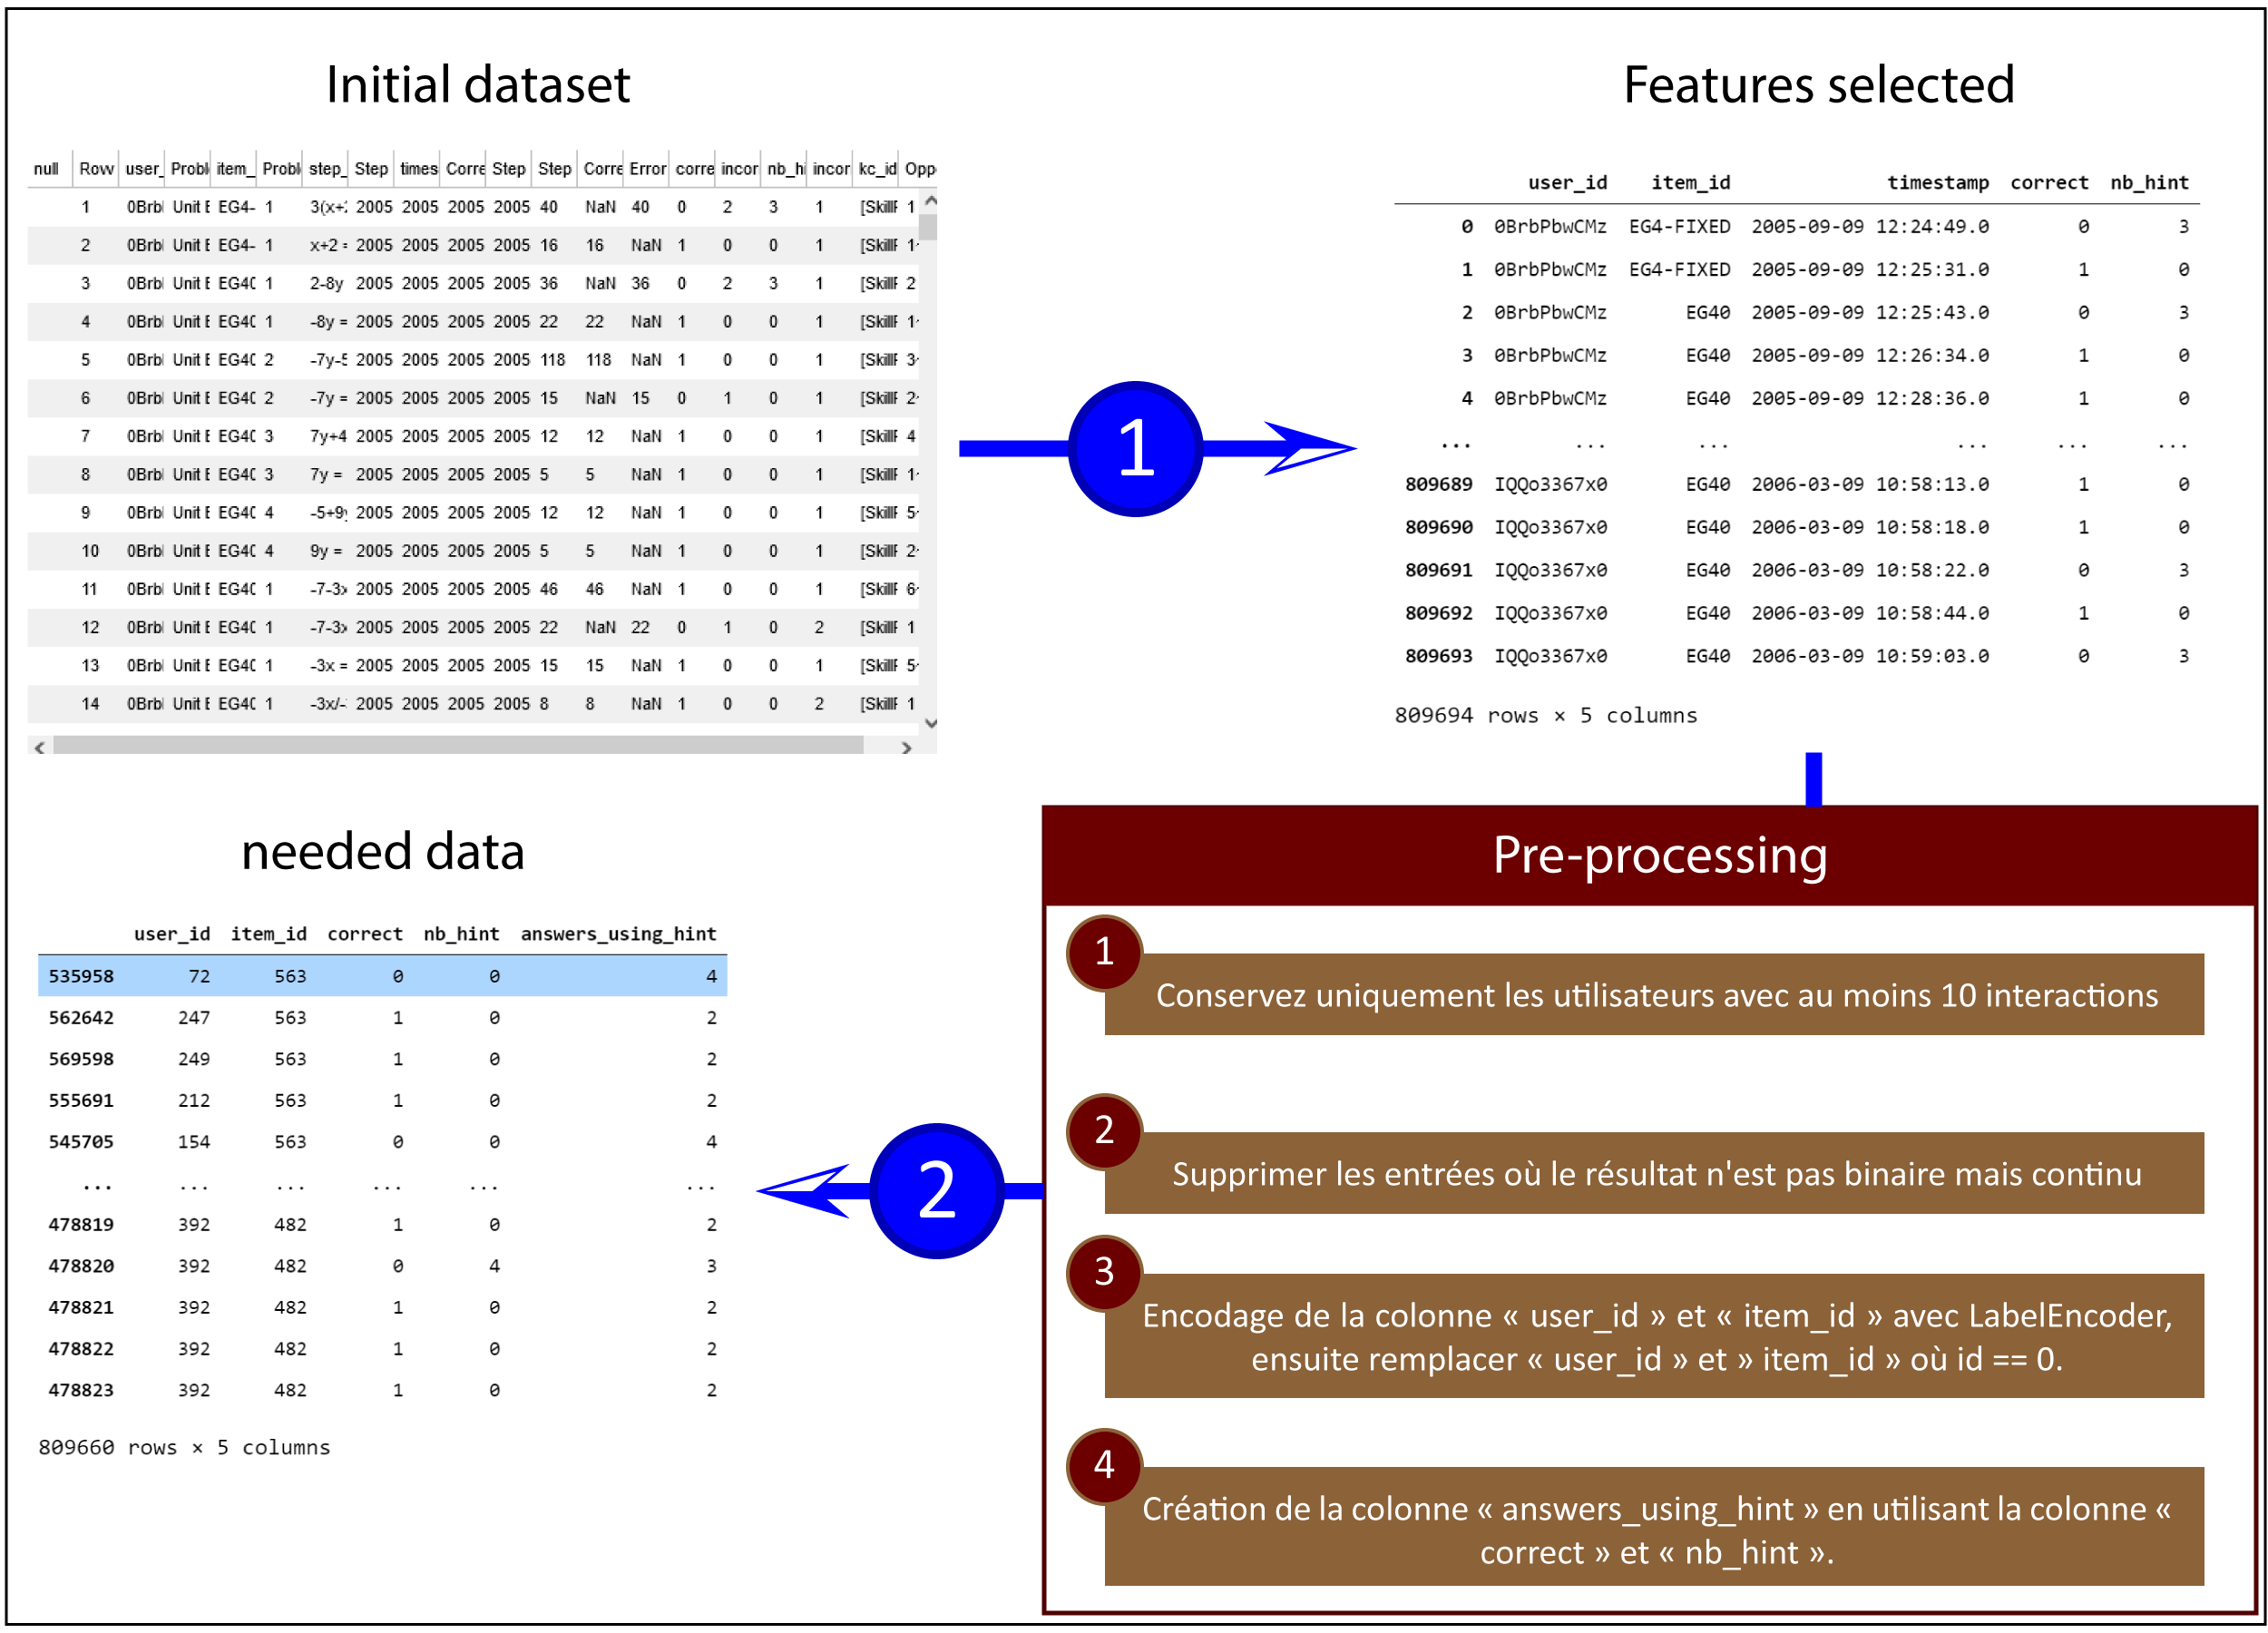 Initial dataset
null Row user_ Probl item_ Probl step_ Step times Corre Step Step Corre Error corre incor nb_hi incor kc_id Opp
1 0Brbl Unit E EG4- 1 3(x+2 2005 2005 2005 2005 40 NaN 40 0 2 3 1 [SkillF 1
2 0Brbl Unit E EG4- 1 x+2 = 2005 2005 2005 2005 16 16 NaN 1 0 0 1 [SkillF 1~
3 0Brbl Unit E EG4C 1 2-8y 2005 2005 2005 2005 36 NaN 36 0 2 3 1 [SkillF 2
4 0Brbl Unit E EG4C 1 -8y = 2005 2005 2005 2005 22 22 NaN 1 0 0 1 [SkillF 1~
5 0Brbl Unit E EG4C 2 -7y-5 2005 2005 2005 2005 118 118 NaN 1 0 0 1 [SkillF 3~
6 0Brbl Unit E EG4C 2 -7y = 2005 2005 2005 2005 15 NaN 15 0 1 0 1 [SkillF 2~
7 0Brbl Unit E EG4C 3 7y+4 2005 2005 2005 2005 12 12 NaN 1 0 0 1 [SkillF 4
8 0Brbl Unit E EG4C 3 7y = 2005 2005 2005 2005 5 5 NaN 1 0 0 1 [SkillF 1~
9 0Brbl Unit E EG4C 4 -5+9y 2005 2005 2005 2005 12 12 NaN 1 0 0 1 [SkillF 5~
10 0Brbl Unit E EG4C 4 9y = 2005 2005 2005 2005 5 5 NaN 1 0 0 1 [SkillF 2~
11 0Brbl Unit E EG4C 1 -7-3x 2005 2005 2005 2005 46 46 NaN 1 0 0 1 [SkillF 6~
12 0Brbl Unit E EG4C 1 -7-3x 2005 2005 2005 2005 22 NaN 22 0 1 0 2 [SkillF 1
13 0Brbl Unit E EG4C 1 -3x = 2005 2005 2005 2005 15 15 NaN 1 0 0 1 [SkillF 5~
14 0Brbl Unit E EG4C 1 -3x/- 2005 2005 2005 2005 8 8 NaN 1 0 0 2 [SkillF 1
1
Features selected
user_id item_id timestamp correct nb_hint
0 0BrbPbwCMz EG4-FIXED 2005-09-09 12:24:49.0 0 3
1 0BrbPbwCMz EG4-FIXED 2005-09-09 12:25:31.0 1 0
2 0BrbPbwCMz EG40 2005-09-09 12:25:43.0 0 3
3 0BrbPbwCMz EG40 2005-09-09 12:26:34.0 1 0
4 0BrbPbwCMz EG40 2005-09-09 12:28:36.0 1 0
... ... ... ... ... ...
809689 IQQo3367x0 EG40 2006-03-09 10:58:13.0 1 0
809690 IQQo3367x0 EG40 2006-03-09 10:58:18.0 1 0
809691 IQQo3367x0 EG40 2006-03-09 10:58:22.0 0 3
809692 IQQo3367x0 EG40 2006-03-09 10:58:44.0 1 0
809693 IQQo3367x0 EG40 2006-03-09 10:59:03.0 0 3
809694 rows × 5 columns
Pre-processing
1
Conservez uniquement les utilisateurs avec au moins 10 interactions
2
Supprimer les entrées où le résultat n'est pas binaire mais continu
3
Encodage de la colonne « user_id » et « item_id » avec LabelEncoder,
ensuite remplacer « user_id » et » item_id » où id == 0.
4
Création de la colonne « answers_using_hint » en utilisant la colonne «
correct » et « nb_hint ».
2
needed data
user_id item_id correct nb_hint answers_using_hint
535958 72 563 0 0 4
562642 247 563 1 0 2
569598 249 563 1 0 2
555691 212 563 1 0 2
545705 154 563 0 0 4
... ... ... ... ... ...
478819 392 482 1 0 2
478820 392 482 0 4 3
478821 392 482 1 0 2
478822 392 482 1 0 2
478823 392 482 1 0 2
809660 rows × 5 columns